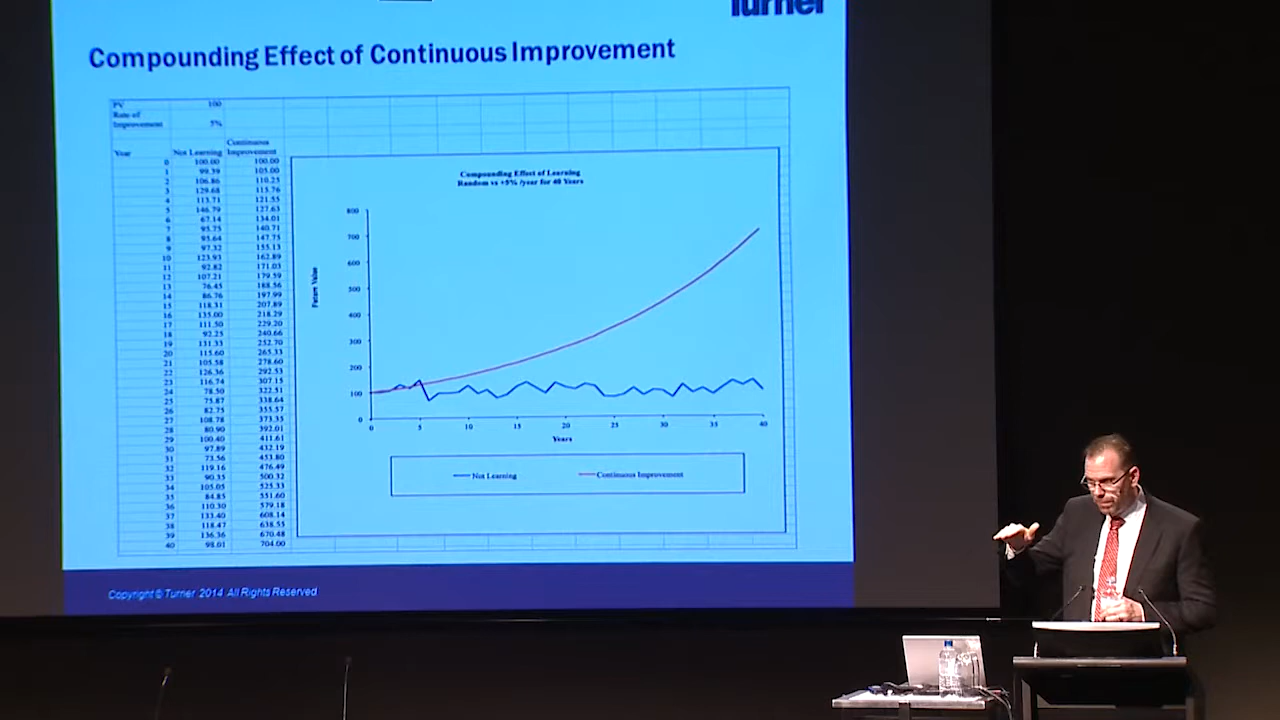 Turner
Compounding Effect of Continuous Improvement
PV 100
Rate of
Improvement 5%
Continuous
Year Not Learning Improvement
0 100.00 100.00
1 99.39 105.00
2 106.86 110.25
3 129.68 115.76
4 113.71 121.55
5 146.79 127.63
6 67.14 134.01
7 95.75 140.71
8 95.64 147.75
9 97.32 155.13
10 123.93 162.89
11 92.82 171.03
12 107.21 179.59
13 76.45 188.56
14 86.76 197.99
15 118.31 207.89
16 135.00 218.29
17 111.50 229.20
18 92.25 240.66
19 131.33 252.70
20 115.60 265.33
21 105.58 278.60
22 126.36 292.53
23 116.74 307.15
24 78.50 322.51
25 75.87 338.64
26 82.75 355.57
27 108.78 373.35
28 80.90 392.01
29 100.40 411.61
30 97.89 432.19
31 73.56 453.80
32 119.16 476.49
33 90.35 500.32
34 105.05 525.33
35 84.85 551.60
36 110.30 579.18
37 133.40 608.14
38 118.47 638.55
39 136.36 670.48
40 98.01 704.00
Compounding Effect of Learning
Random vs +5% /year for 40 Years
800
700
600
500
400
300
200
100
0
Future Value
0 5 10 15 20 25 30 35 40
Years
Not Learning Continuous Improvement
Copyright © Turner 2014 All Rights Reserved